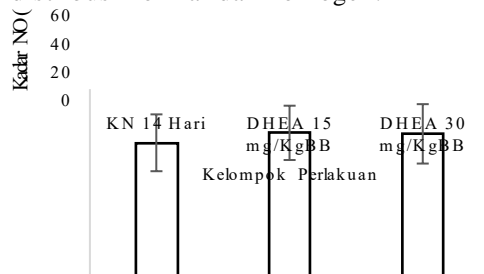 60
Kadar NO(
40
20
0
KN 14 Hari
DHEA 15
mg/KgBB
DHEA 30
mg/KgBB
Kelompok Perlakuan